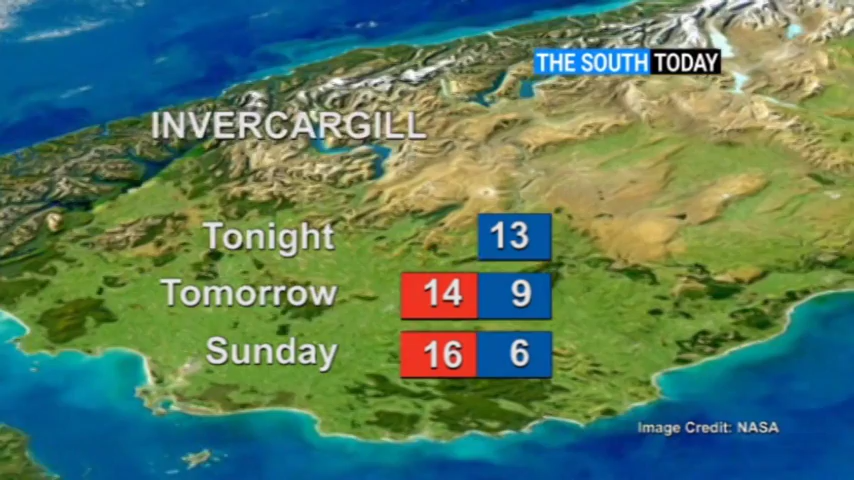 THE SOUTH TODAY
INVERCARGILL
Tonight 13
Tomorrow 14 9
Sunday 16 6
Image Credit: NASA